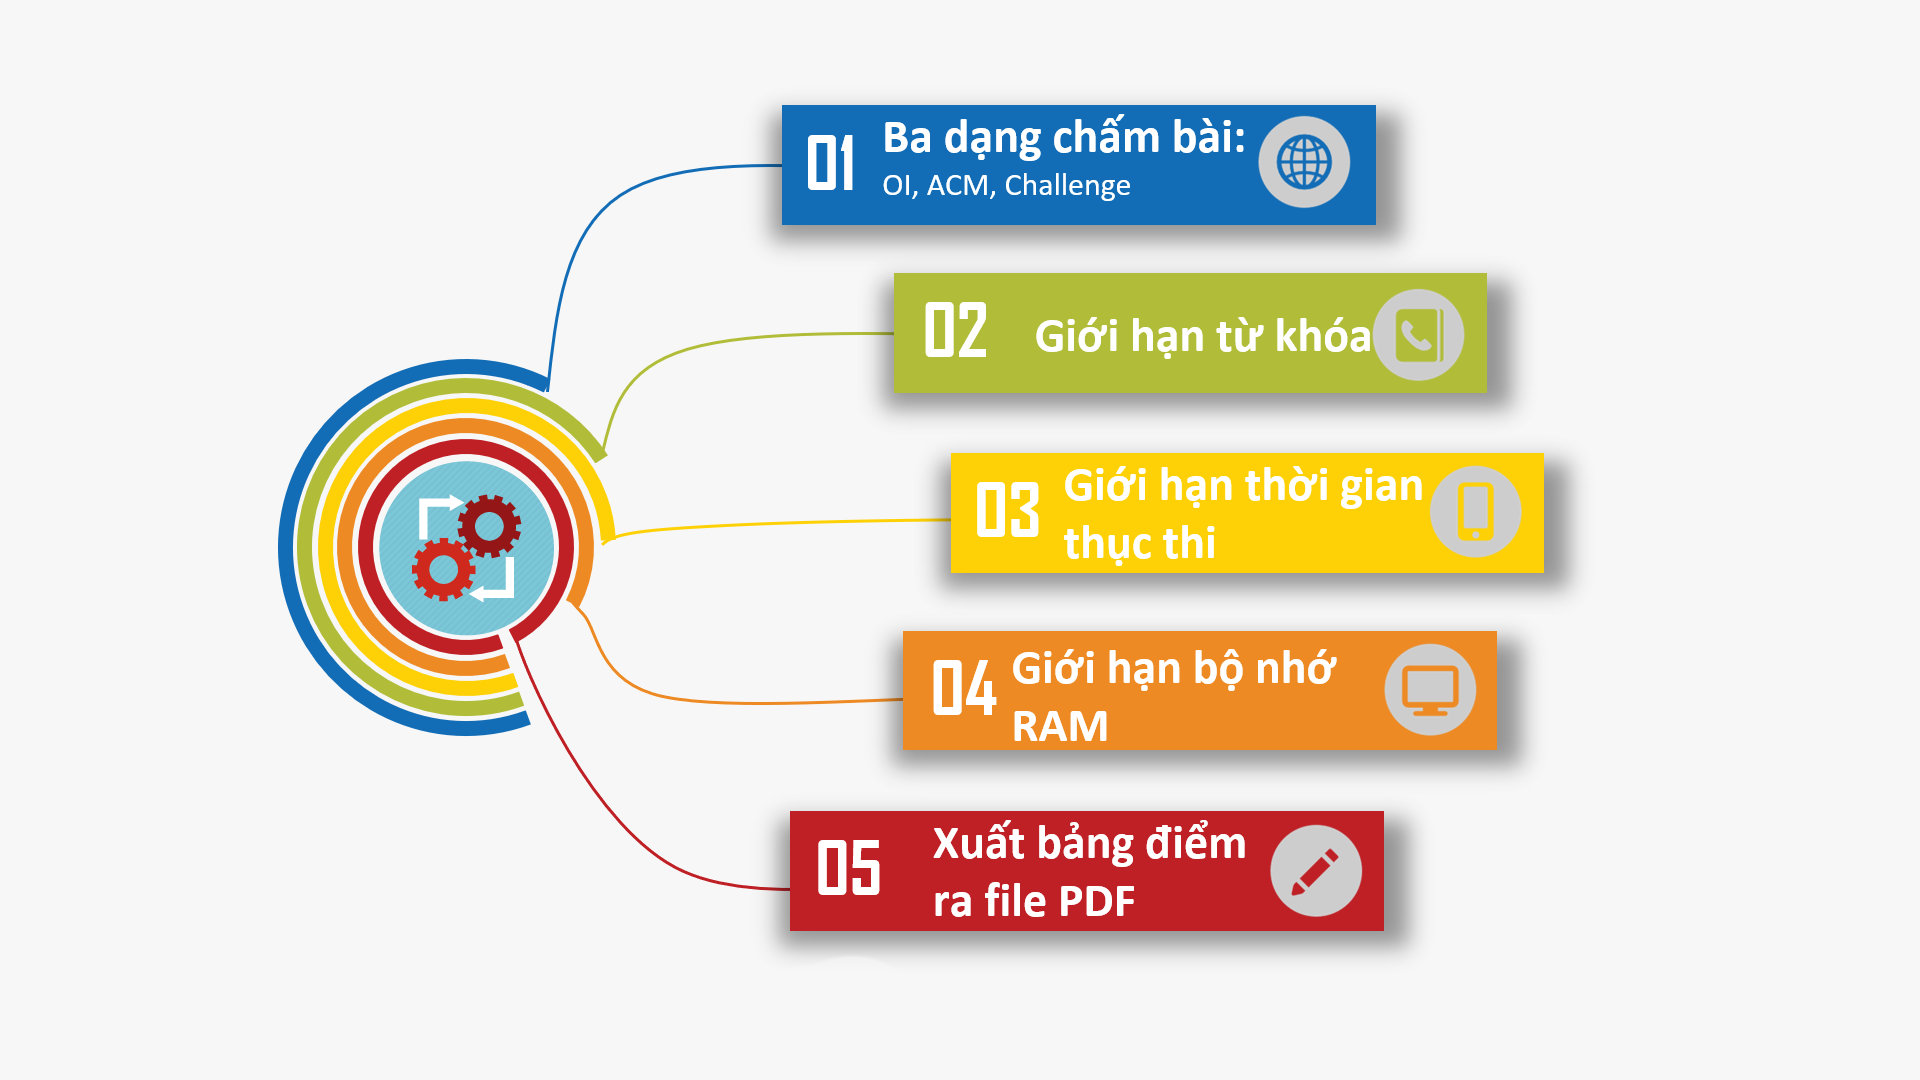 01
Ba dạng chấm bài:
OI, ACM, Challenge
02
Giới hạn từ khóa
03
Giới hạn thời gian
thực thi
04
Giới hạn bộ nhớ
RAM
05
Xuất bảng điểm
ra file PDF